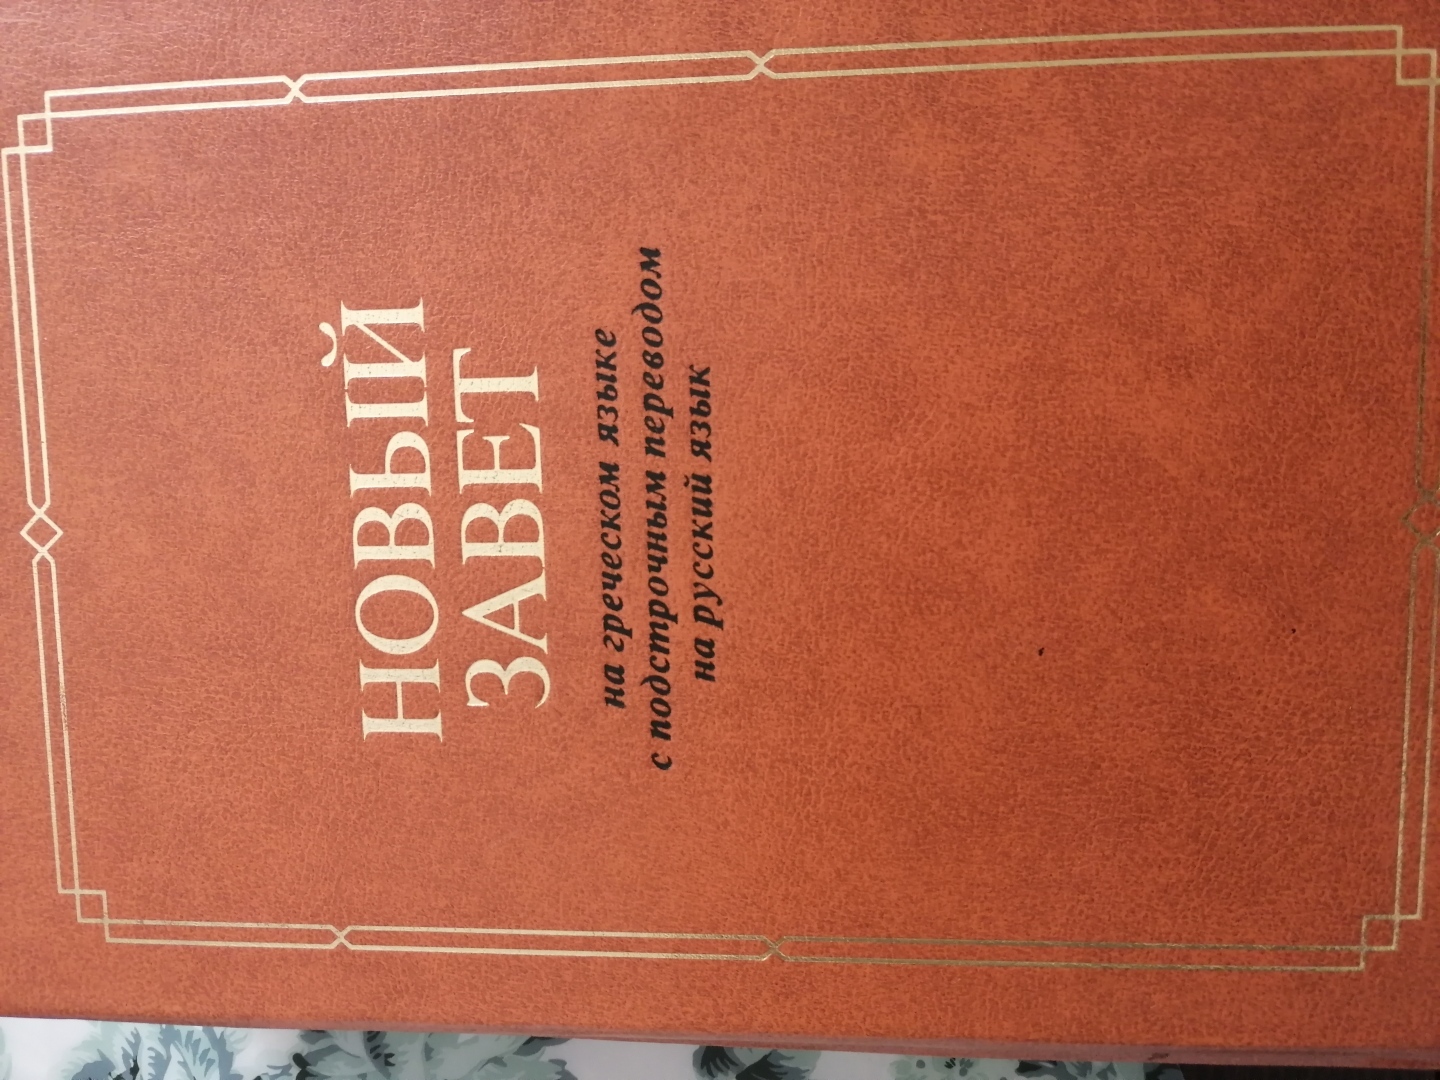 НОВЫЙ
ЗАВЕТ
на греческом языке
с подстрочным переводом
на русский язык